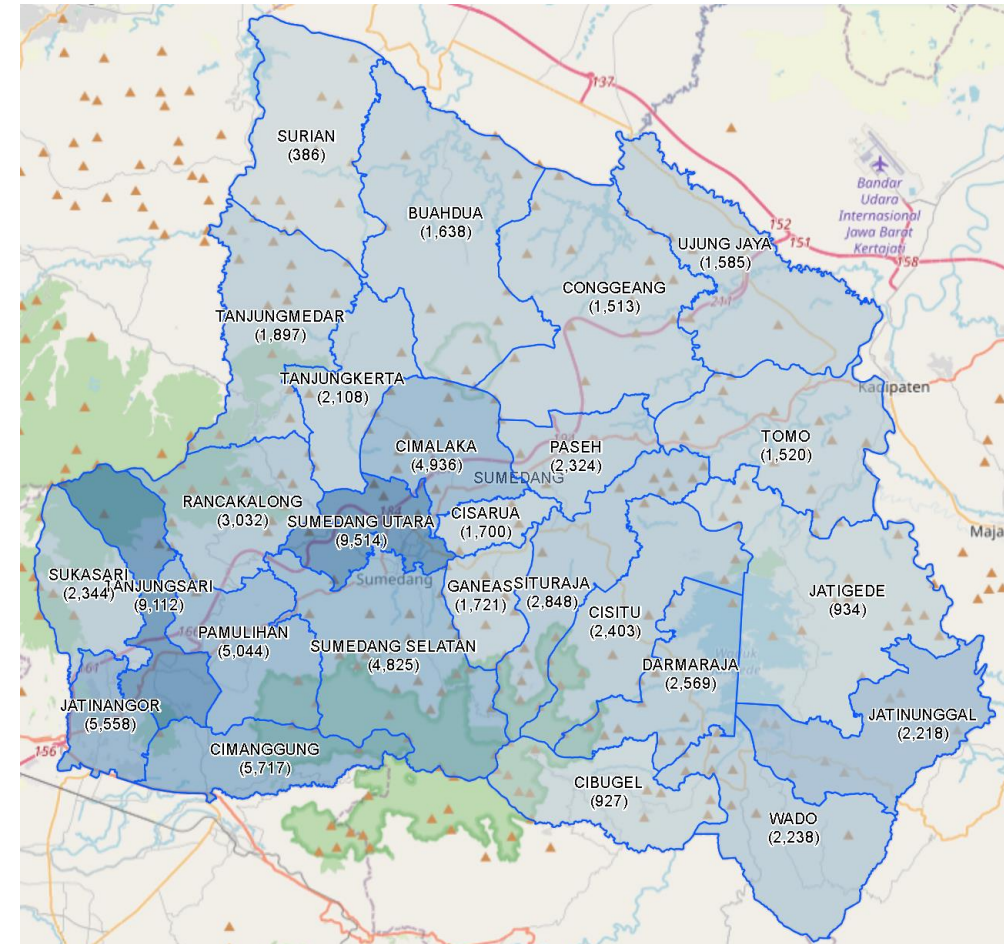 137
SURIAN
(386)
BUAHDUA
(1,638)
Bandar
Udara
Internasional
Jawa Barat
Kertajati
152
151
158
UJUNG JAYA
(1,585)
CONGGEANG
(1,513)
211
TANJUNGMEDAR
(1,897)
TANJUNGKERTA
(2,108)
Kadipaten
CIMALAKA
(4,936)
PASEH
(2,324)
TOMO
(1,520)
SUMEDANG
RANCAKALONG
(3,032)
184
SUMEDANG UTARA
(9,514)
CISARUA
(1,700)
Maja
Sumedang
SUKASARI
(2,344)
TANJUNGSARI
(9,112)
GANEAS
(1,721)
SITURAJA
(2,848)
CISITU
(2,403)
JATIGEDE
(934)
PAMULIHAN
(5,044)
SUMEDANG SELATAN
(4,825)
161
DARMARAJA
(2,569)
JATINANGOR
(5,558)
JATINUNGGAL
(2,218)
156
CIMANGGUNG
(5,717)
CIBUGEL
(927)
WADO
(2,238)